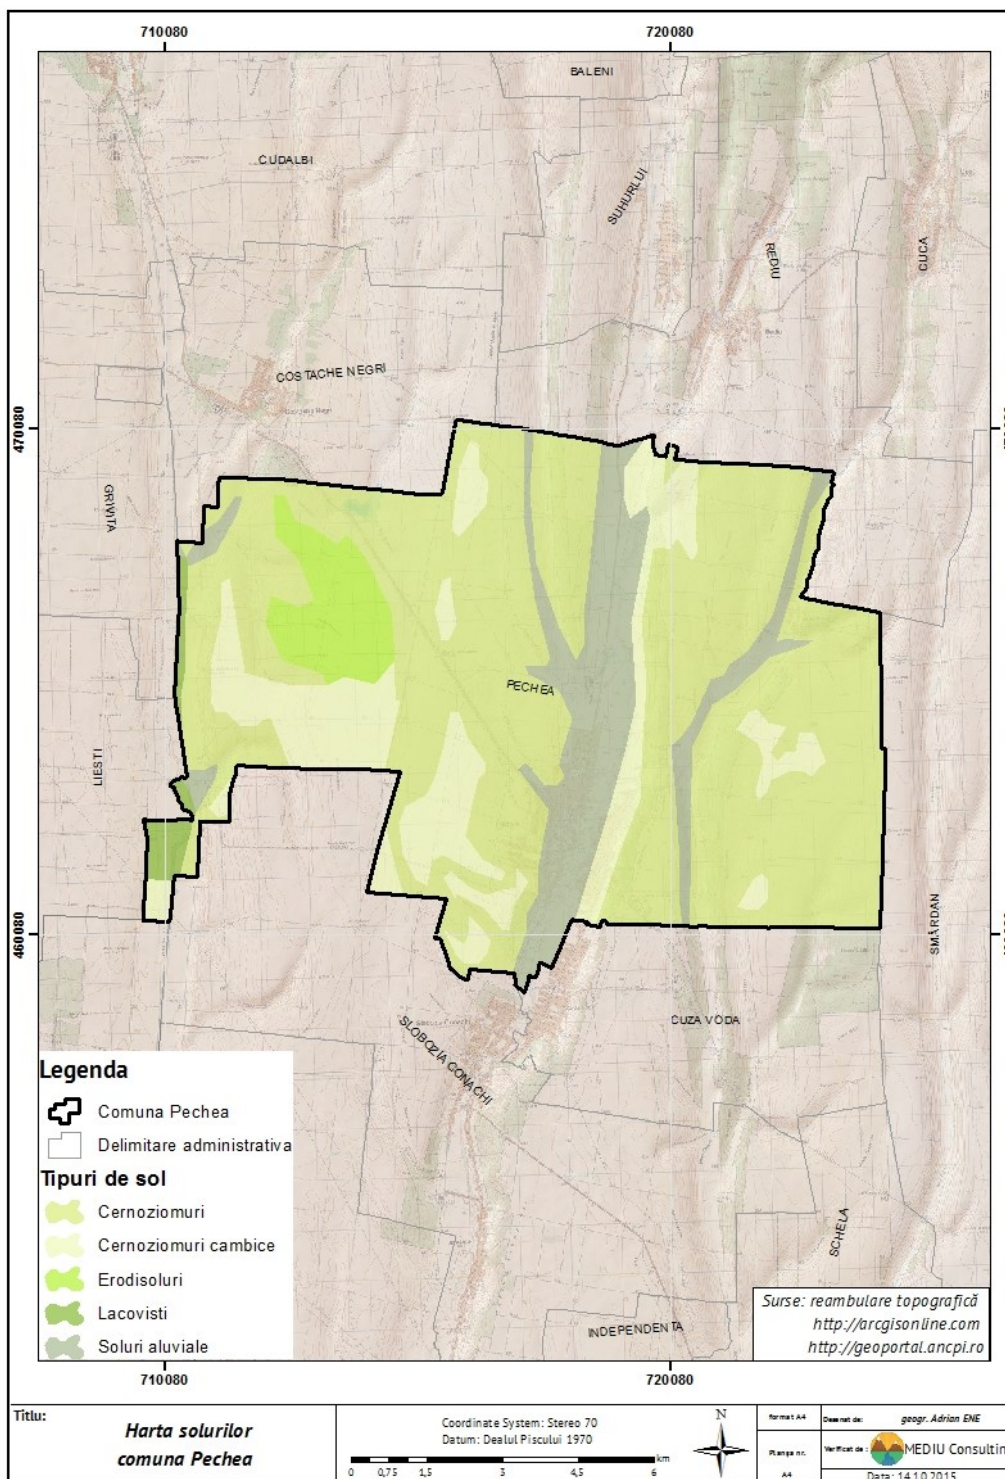 710080
720080
BALENI
CUDALBI
SUHURLUI
REDIU
CUCA
COSTACHE NEGRI
470080
GRIVITA
PECHEA
LIESTI
460080
SMARDAN
CUZA VODA
SLOBOZIA CONACHI
SCHELA
INDEPENDENTA
Legenda
Comuna Pechea
Delimitare administrativa
Tipuri de sol
Cernoziomuri
Cernoziomuri cambice
Erodisoluri
Lacovisti
Soluri aluviale
Surse: reambulare topografică
http://arcgisonline.com
http://geoportal.ancpi.ro
710080
720080
Titlu:
Harta solurilor
comuna Pechea
Coordinate System: Stereo 70
Datum: Dealul Piscului 1970
km
0 0,75 1,5 3 4,5 6
N
format A4
Desenat de: geogr. Adrian ENE
Planșa nr.
A4
Verificat de: MEDIU Consultin
Data: 14.10.2015